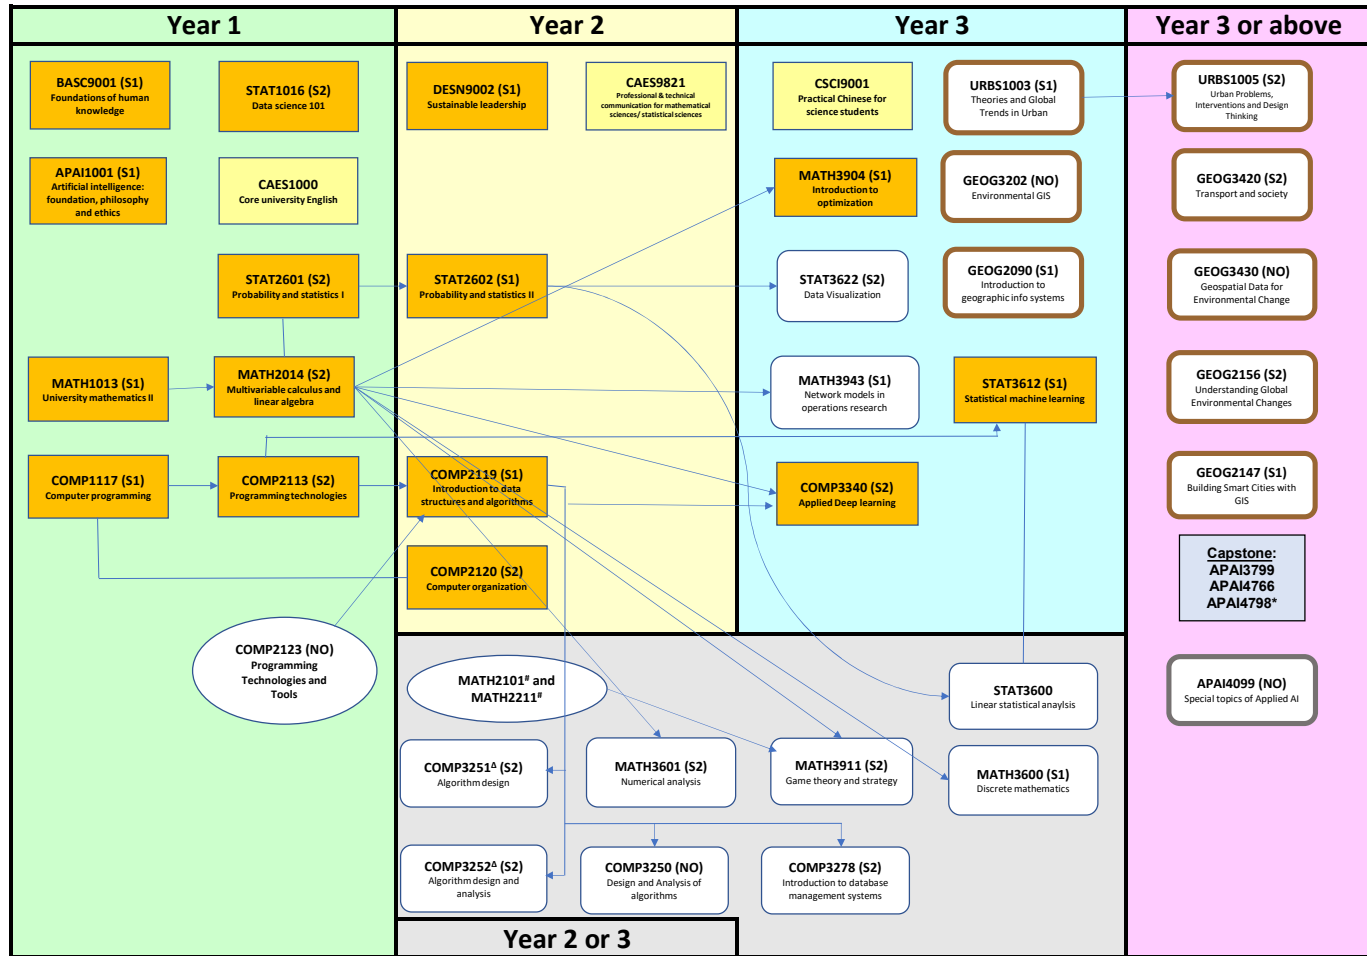 Year 1
Year 2
Year 3
Year 3 or above
BASC9001 (S1)
Foundations of human
knowledge
STAT1016 (S2)
Data science 101
DESN9002 (S1)
Sustainable leadership
CAES9821
Professional & technical
communication for mathematical
sciences/ statistical sciences
CSCI9001
Practical Chinese for
science students
URBS1003 (S1)
Theories and Global
Trends in Urban
URBS1005 (S2)
Urban Problems,
Interventions and Design
Thinking
APAI1001 (S1)
Artificial intelligence:
foundation, philosophy
and ethics
CAES1000
Core university English
MATH3904 (S1)
Introduction to
optimization
GEOG3202 (NO)
Environmental GIS
GEOG3420 (S2)
Transport and society
STAT2601 (S2)
Probability and statistics I
STAT2602 (S1)
Probability and statistics II
STAT3622 (S2)
Data Visualization
GEOG2090 (S1)
Introduction to
geographic info systems
GEOG3430 (NO)
Geospatial Data for
Environmental Change
MATH1013 (S1)
University mathematics II
MATH2014 (S2)
Multivariable calculus and
linear algebra
MATH3943 (S1)
Network models in
operations research
STAT3612 (S1)
Statistical machine learning
GEOG2156 (S2)
Understanding Global
Environmental Changes
COMP1117 (S1)
Computer programming
COMP2113 (S2)
Programming technologies
COMP2119 (S1)
Introduction to data
structures and algorithms
COMP3340 (S2)
Applied Deep learning
GEOG2147 (S1)
Building Smart Cities with
GIS
COMP2120 (S2)
Computer organization
Capstone:
APAI3799
APAI4766
APAI4798*
COMP2123 (NO)
Programming
Technologies and
Tools
MATH2101# and
MATH2211#
STAT3600
Linear statistical anaylsis
APAI4099 (NO)
Special topics of Applied AI
COMP3251Δ (S2)
Algorithm design
MATH3601 (S2)
Numerical analysis
MATH3911 (S2)
Game theory and strategy
MATH3600 (S1)
Discrete mathematics
COMP3252Δ (S2)
Algorithm design and
analysis
COMP3250 (NO)
Design and Analysis of
algorithms
COMP3278 (S2)
Introduction to database
management systems
Year 2 or 3